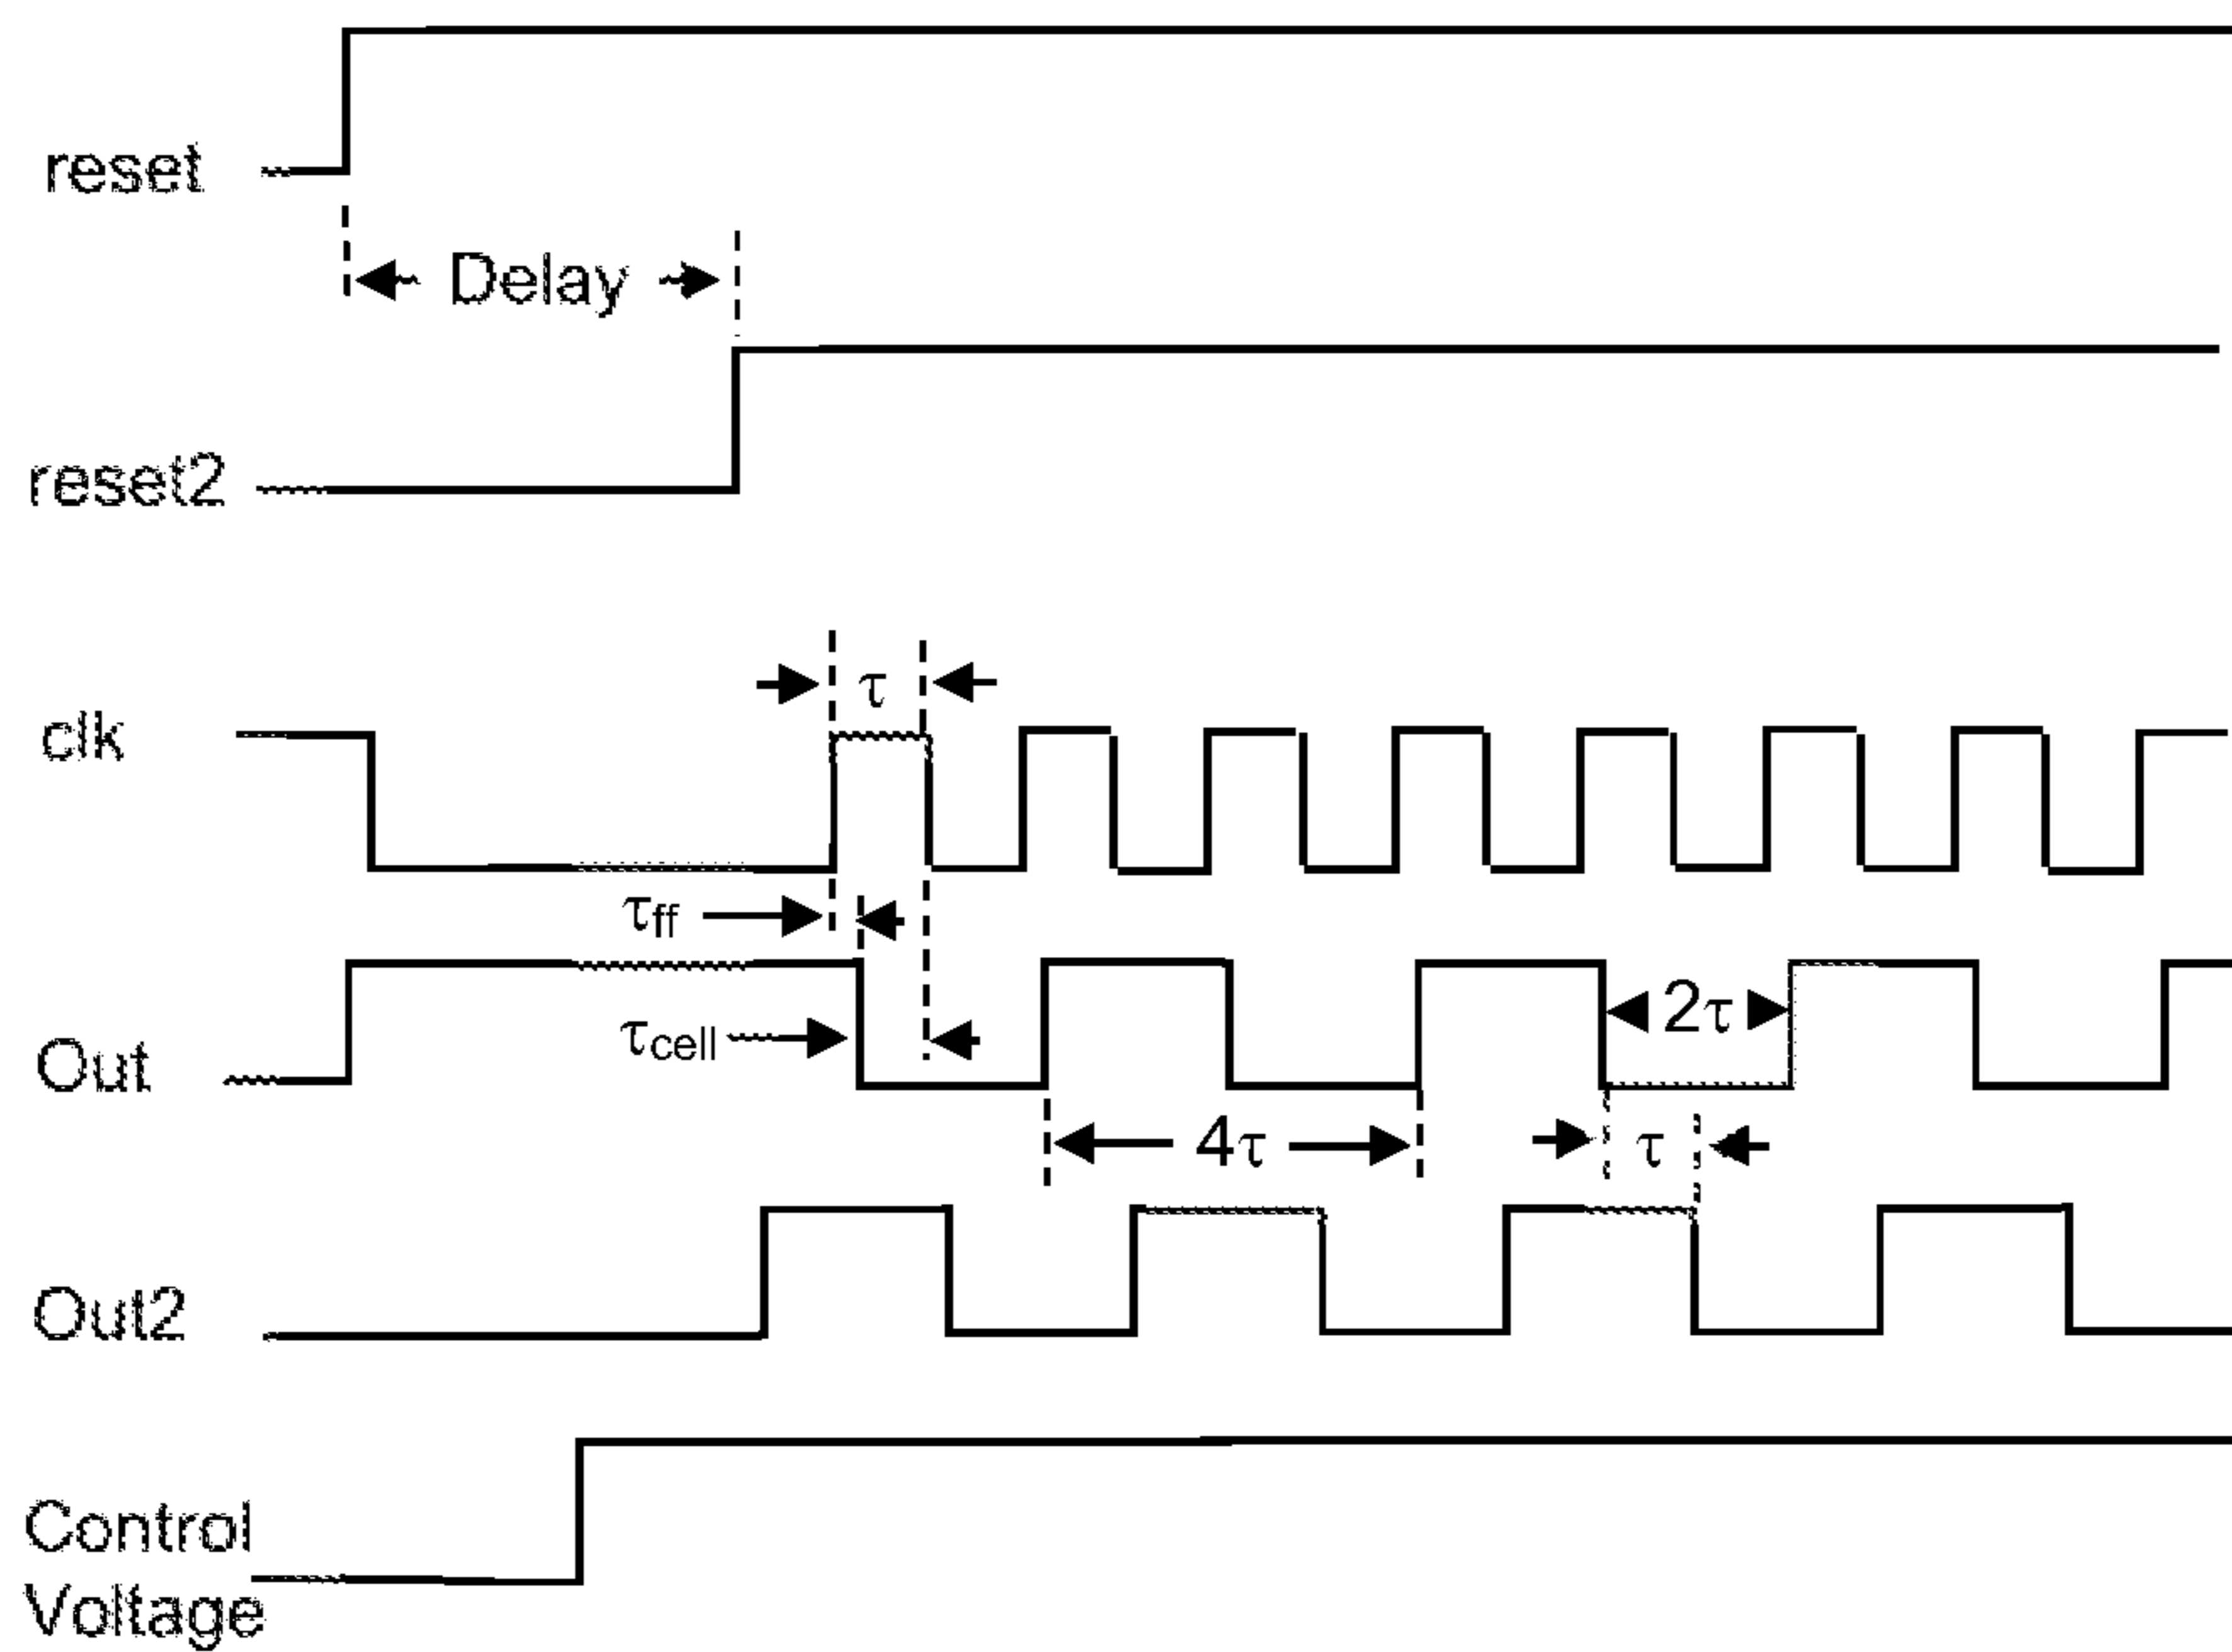 reset
Delay
reset2
τ
clk
τff
Out
τcell
2τ
4τ
τ
Out2
Control
Voltage